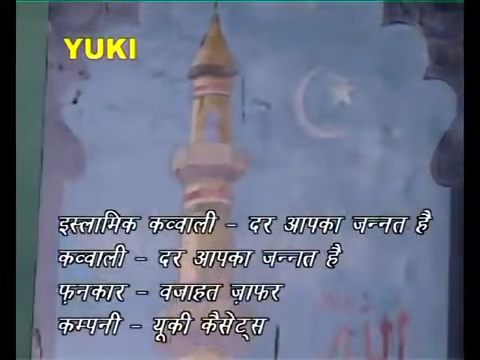 YUKI
इस्लामिक कव्वाली – दर आपका जन्नत है
कव्वाली – दर आपका जन्नत है
फ़नकार – वजाहत ज़ाफर
कम्पनी – यूकी कैसेट्स